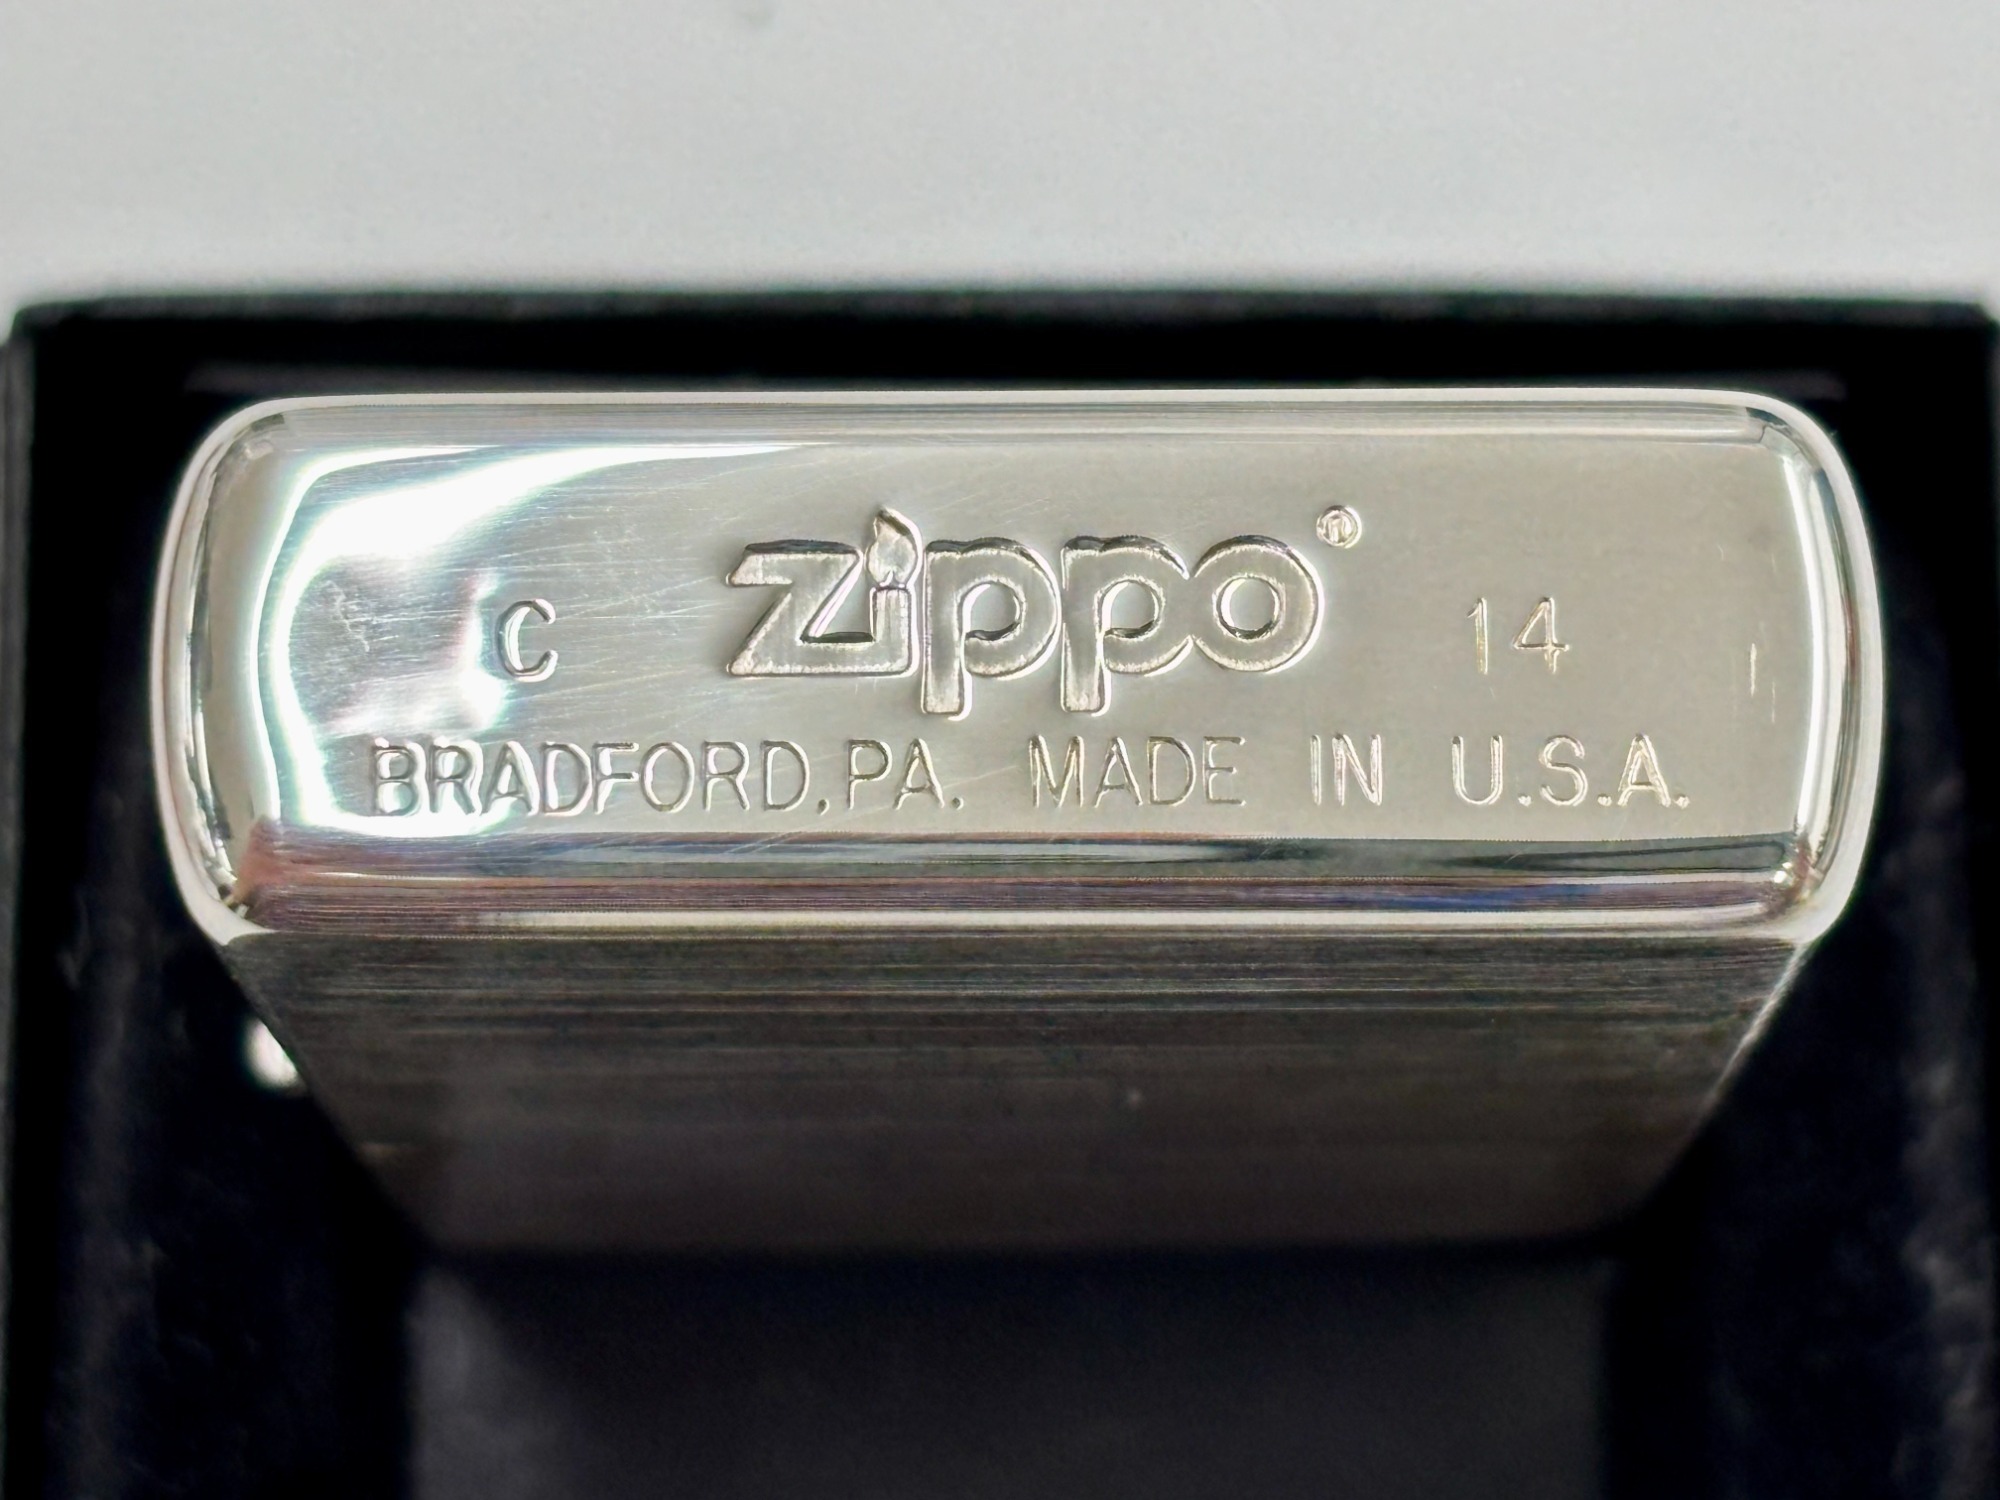 C zippo® 14
BRADFORD, PA. MADE IN U.S.A.